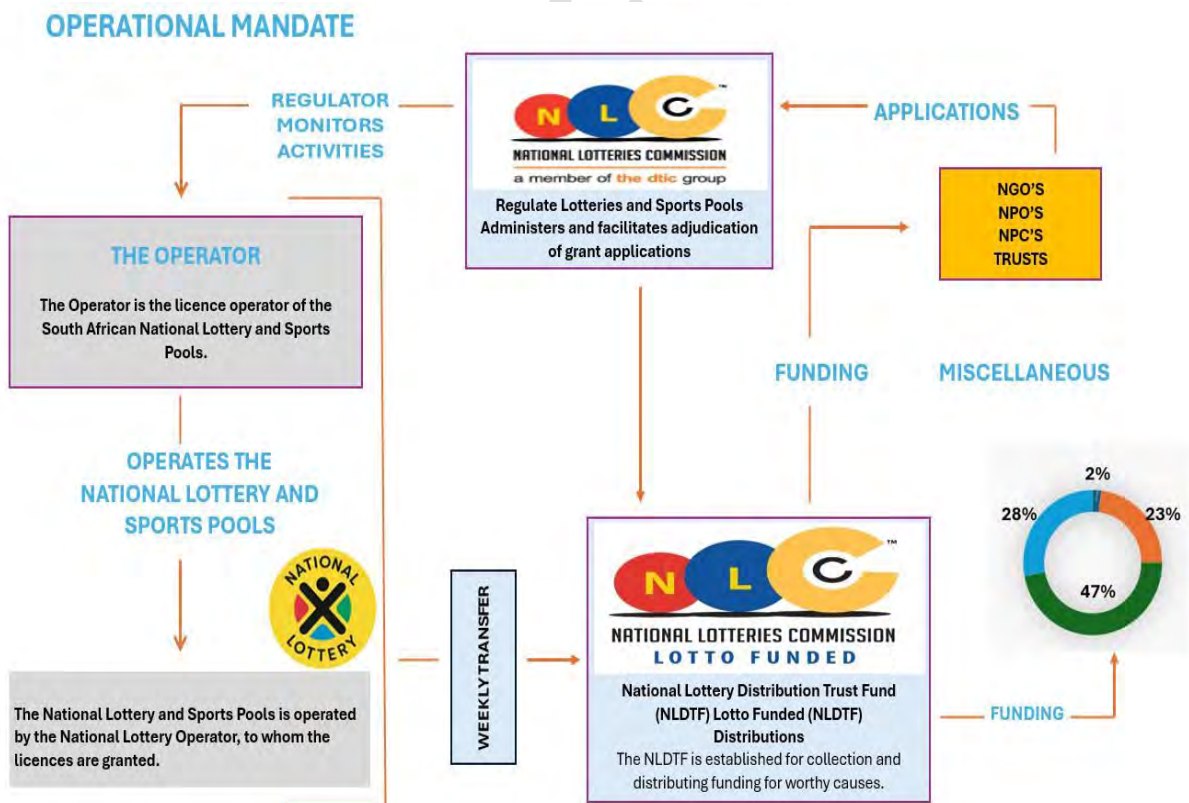 OPERATIONAL MANDATE
REGULATOR
MONITORS
ACTIVITIES
N L C C ™
NATIONAL LOTTERIES COMMISSION
a member of the dtic group
Regulate Lotteries and Sports Pools
Administers and facilitates adjudication
of grant applications
APPLICATIONS
NGO'S
NPO'S
NPC'S
TRUSTS
THE OPERATOR
The Operator is the licence operator of the
South African National Lottery and Sports
Pools.
FUNDING
MISCELLANEOUS
OPERATES THE
NATIONAL LOTTERY AND
SPORTS POOLS
NATIONAL
LOTTERY
2%
28%
23%
47%
WEEKLY TRANSFER
N L C C ™
NATIONAL LOTTERIES COMMISSION
LOTTO FUNDED
National Lottery Distribution Trust Fund
(NLDTF) Lotto Funded (NLDTF)
Distributions
The NLDTF is established for collection and
distributing funding for worthy causes.
FUNDING
The National Lottery and Sports Pools is operated
by the National Lottery Operator, to whom the
licences are granted.